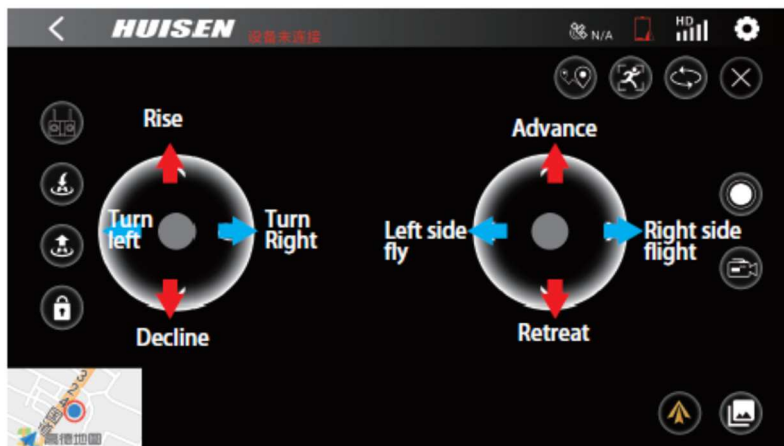 HUISEN 设备未连接
N/A
HD
Rise
Advance
Turn
left
Turn
Right
Left side
fly
Right side
flight
Decline
Retreat
高德地图